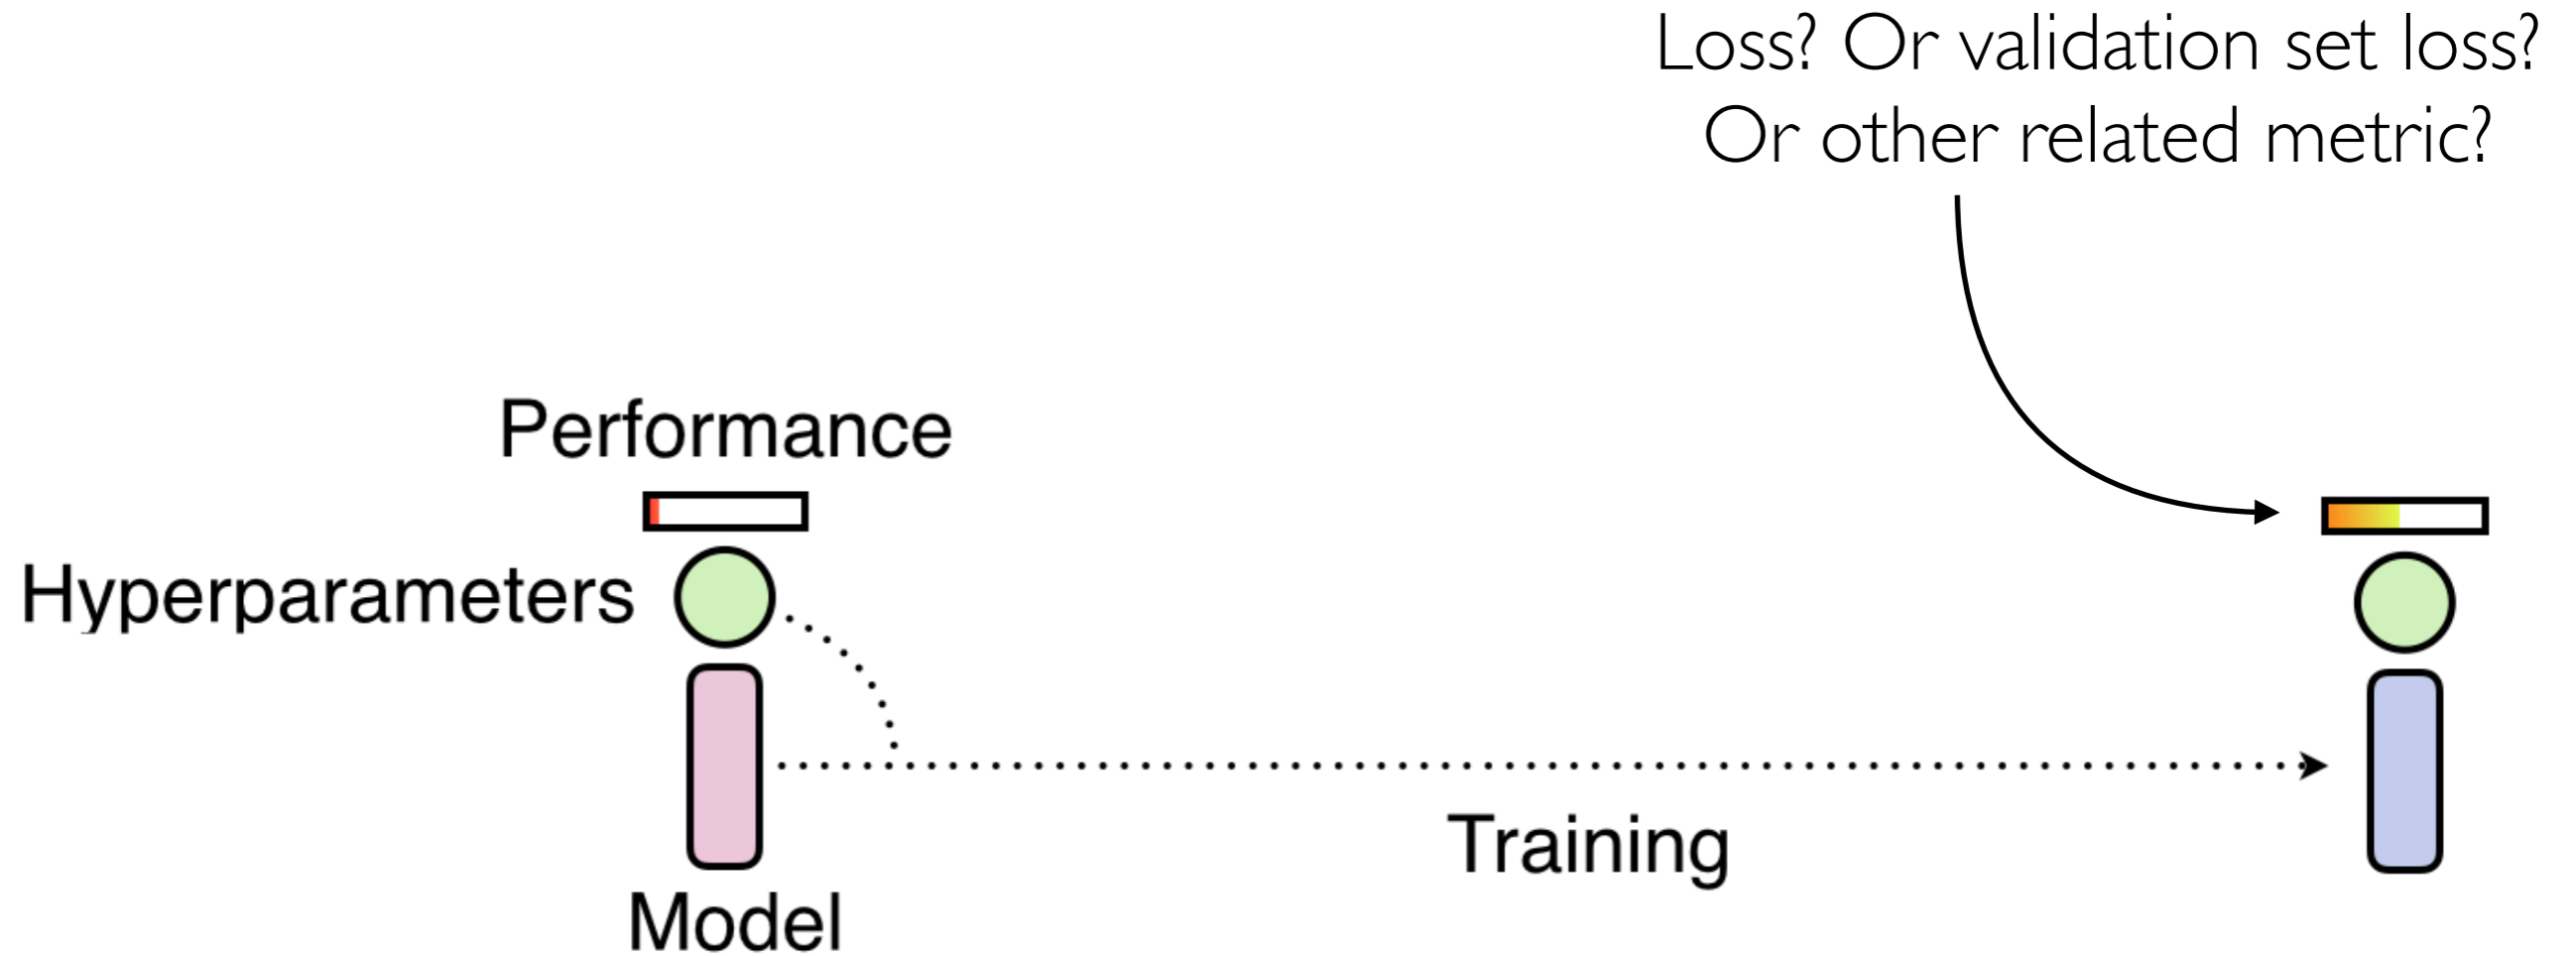 Loss? Or validation set loss?
Or other related metric?
Performance
Hyperparameters
Training
Model